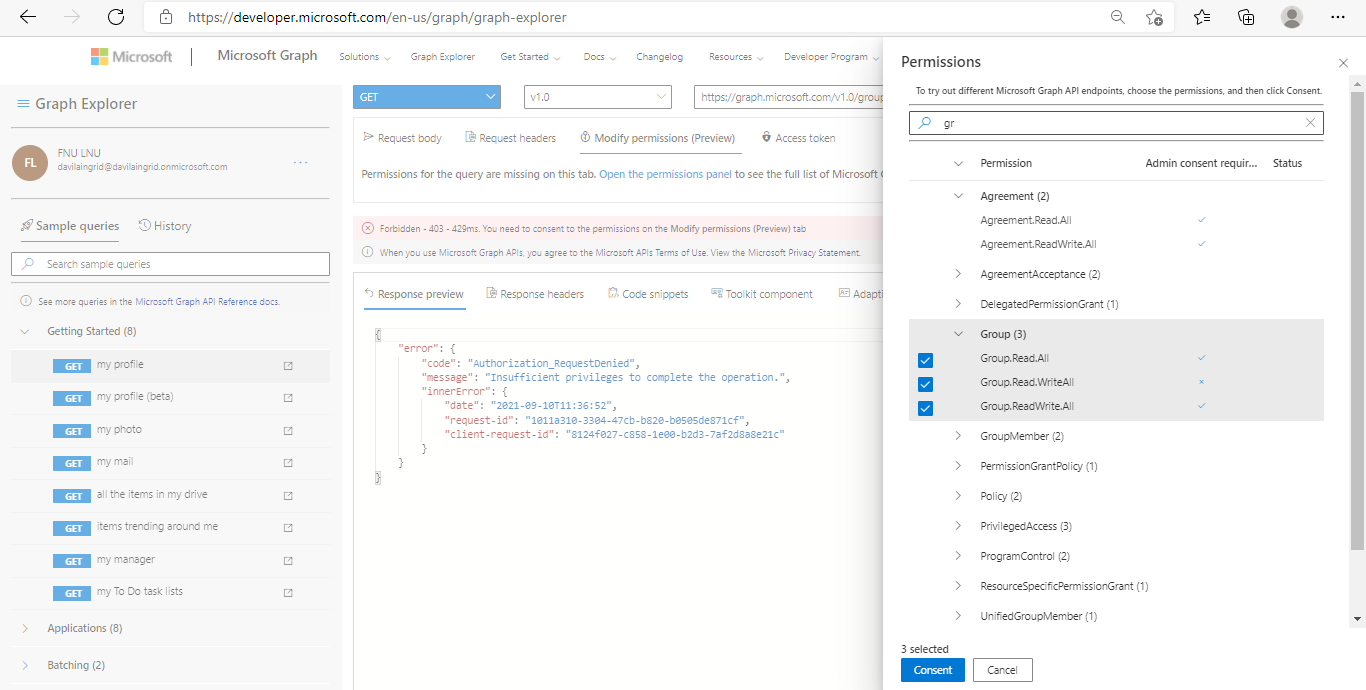 https://developer.microsoft.com/en-us/graph/graph-explorer
Microsoft
Microsoft Graph
Solutions
Graph Explorer
Get Started
Docs
Changelog
Resources
Developer Program
Graph Explorer
FL
FNU LNU
davilaingrid@davilaingrid.onmicrosoft.com
...
Sample queries
History
Search sample queries
See more queries in the Microsoft Graph API Reference docs.
Getting Started (8)
GET my profile
GET my profile (beta)
GET my photo
GET my mail
GET all the items in my drive
GET items trending around me
GET my manager
GET my To Do task lists
Applications (8)
Batching (2)
GET
v1.0
https://graph.microsoft.com/v1.0/group
Request body
Request headers
Modify permissions (Preview)
Access token
Permissions for the query are missing on this tab. Open the permissions panel to see the full list of Microsoft G
Forbidden - 403 - 429ms. You need to consent to the permissions on the Modify permissions (Preview) tab
When you use Microsoft Graph APIs, you agree to the Microsoft APIs Terms of Use. View the Microsoft Privacy Statement.
Response preview
Response headers
Code snippets
Toolkit component
Adapti
{
"error": {
"code": "Authorization_RequestDenied",
"message": "Insufficient privileges to complete the operation.",
"innerError": {
"date": "2021-09-10T11:36:52",
"request-id": "1011a310-3304-47cb-b820-b0505de871cf",
"client-request-id": "8124f027-c858-1e00-b2d3-7af2d8a8e21c"
}
}
}
Permissions
To try out different Microsoft Graph API endpoints, choose the permissions, and then click Consent.
gr
Permission
Admin consent requir...
Status
Agreement (2)
Agreement.Read.All
Agreement.ReadWrite.All
AgreementAcceptance (2)
DelegatedPermissionGrant (1)
Group (3)
Group.Read.All
Group.Read.WriteAll
Group.ReadWrite.All
GroupMember (2)
PermissionGrantPolicy (1)
Policy (2)
PrivilegedAccess (3)
ProgramControl (2)
ResourceSpecificPermissionGrant (1)
UnifiedGroupMember (1)
3 selected
Consent
Cancel